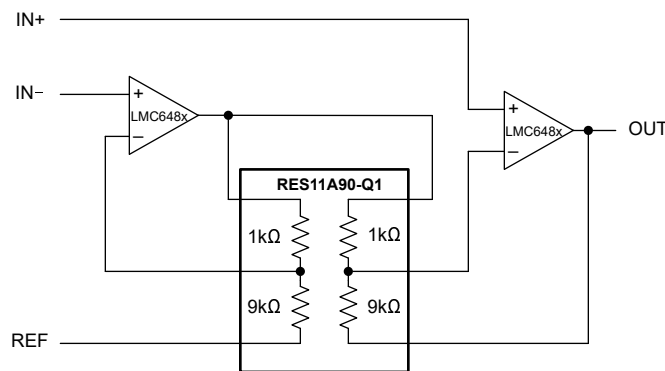 IN+
IN−
+
LMC648x
−
+
LMC648x
−
OUT
RES11A90-Q1
1kΩ
1kΩ
9kΩ
9kΩ
REF